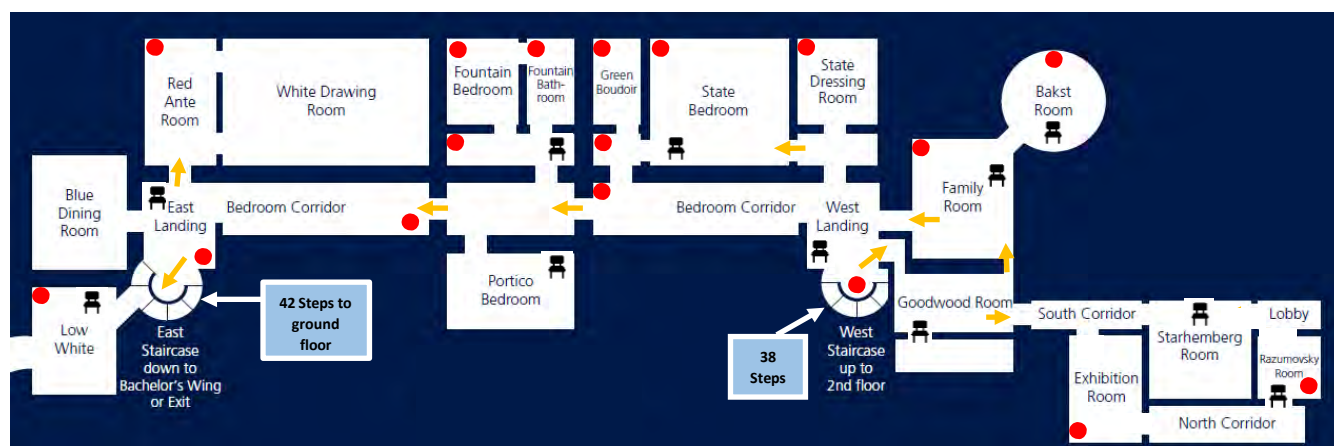 Red
Ante
Room
White Drawing
Room
Fountain
Bedroom
Fountain
Bath-
room
Green
Boudoir
State
Bedroom
State
Dressing
Room
Bakst
Room
Blue
Dining
Room
East
Landing
Bedroom Corridor
Bedroom Corridor
West
Landing
Family
Room
Portico
Bedroom
Low
White
42 Steps to
ground
floor
East
Staircase
down to
Bachelor's Wing
or Exit
38
Steps
West
Staircase
up to
2nd floor
Goodwood Room
South Corridor
Starhemberg
Room
Lobby
Razumovsky
Room
Exhibition
Room
North Corridor